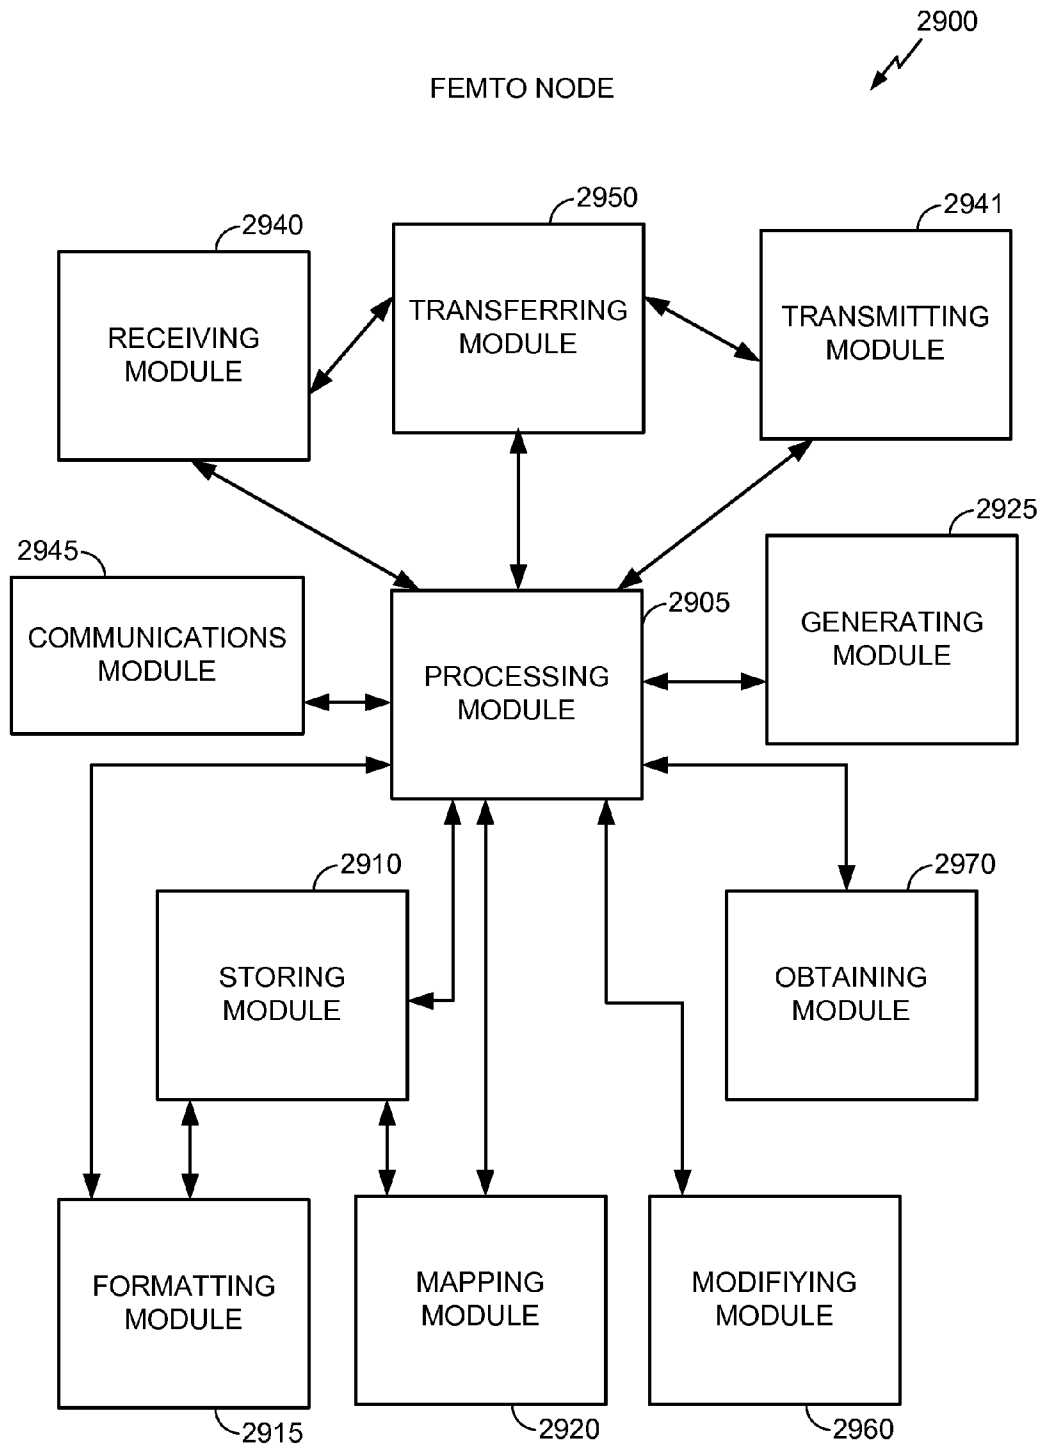 2900
FEMTO NODE
2950
2941
2940
TRANSFERRING
MODULE
TRANSMITTING
MODULE
RECEIVING
MODULE
2925
2945
2905
GENERATING
MODULE
COMMUNICATIONS
MODULE
PROCESSING
MODULE
2910
2970
STORING
MODULE
OBTAINING
MODULE
FORMATTING
MODULE
MAPPING
MODULE
MODIFIYING
MODULE
2915
2920
2960